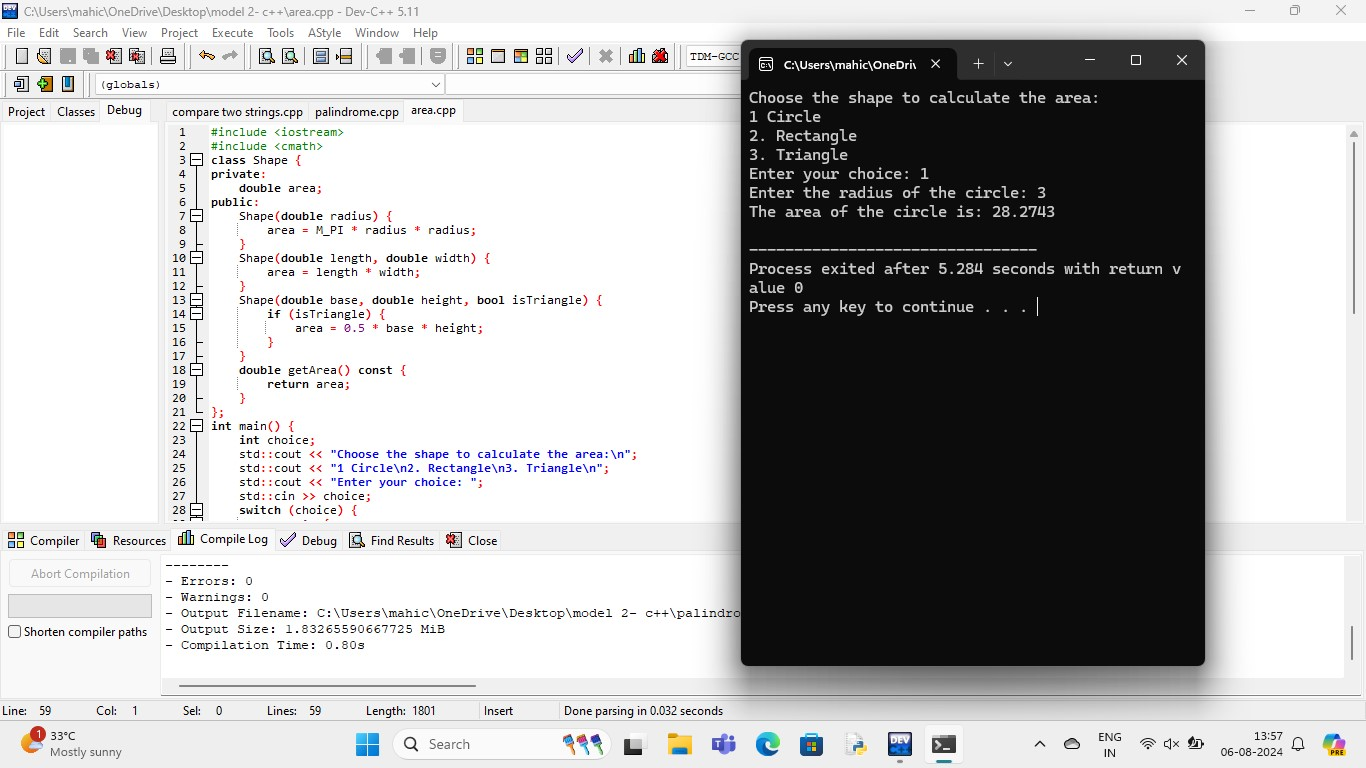 C:\Users\mahic\OneDrive\Desktop\model 2- c++\area.cpp - Dev-C++ 5.11
File Edit Search View Project Execute Tools AStyle Window Help
TDM-GCC
(globals)
Project Classes Debug
compare two strings.cpp palindrome.cpp area.cpp
1 #include <iostream>
2 #include <cmath>
3 class Shape {
4 private:
5 double area;
6 public:
7 Shape(double radius) {
8 area = M_PI * radius * radius;
9 }
10 Shape(double length, double width) {
11 area = length * width;
12 }
13 Shape(double base, double height, bool isTriangle) {
14 if (isTriangle) {
15 area = 0.5 * base * height;
16 }
17 }
18 double getArea() const {
19 return area;
20 }
21 };
22 int main() {
23 int choice;
24 std::cout << "Choose the shape to calculate the area:\n";
25 std::cout << "1 Circle\n2. Rectangle\n3. Triangle\n";
26 std::cout << "Enter your choice: ";
27 std::cin >> choice;
28 switch (choice) {
C:\Users\mahic\OneDri
Choose the shape to calculate the area:
1 Circle
2. Rectangle
3. Triangle
Enter your choice: 1
Enter the radius of the circle: 3
The area of the circle is: 28.2743
--------------------------------
Process exited after 5.284 seconds with return v
alue 0
Press any key to continue . . .
Compiler Resources Compile Log Debug Find Results Close
Abort Compilation
Shorten compiler paths
--------
- Errors: 0
- Warnings: 0
- Output Filename: C:\Users\mahic\OneDrive\Desktop\model 2- c++\palindro
- Output Size: 1.83265590667725 MiB
- Compilation Time: 0.80s
Line: 59 Col: 1 Sel: 0 Lines: 59 Length: 1801 Insert Done parsing in 0.032 seconds
1
33°C
Mostly sunny
Search
DEV
ENG
IN
13:57
06-08-2024
PRE